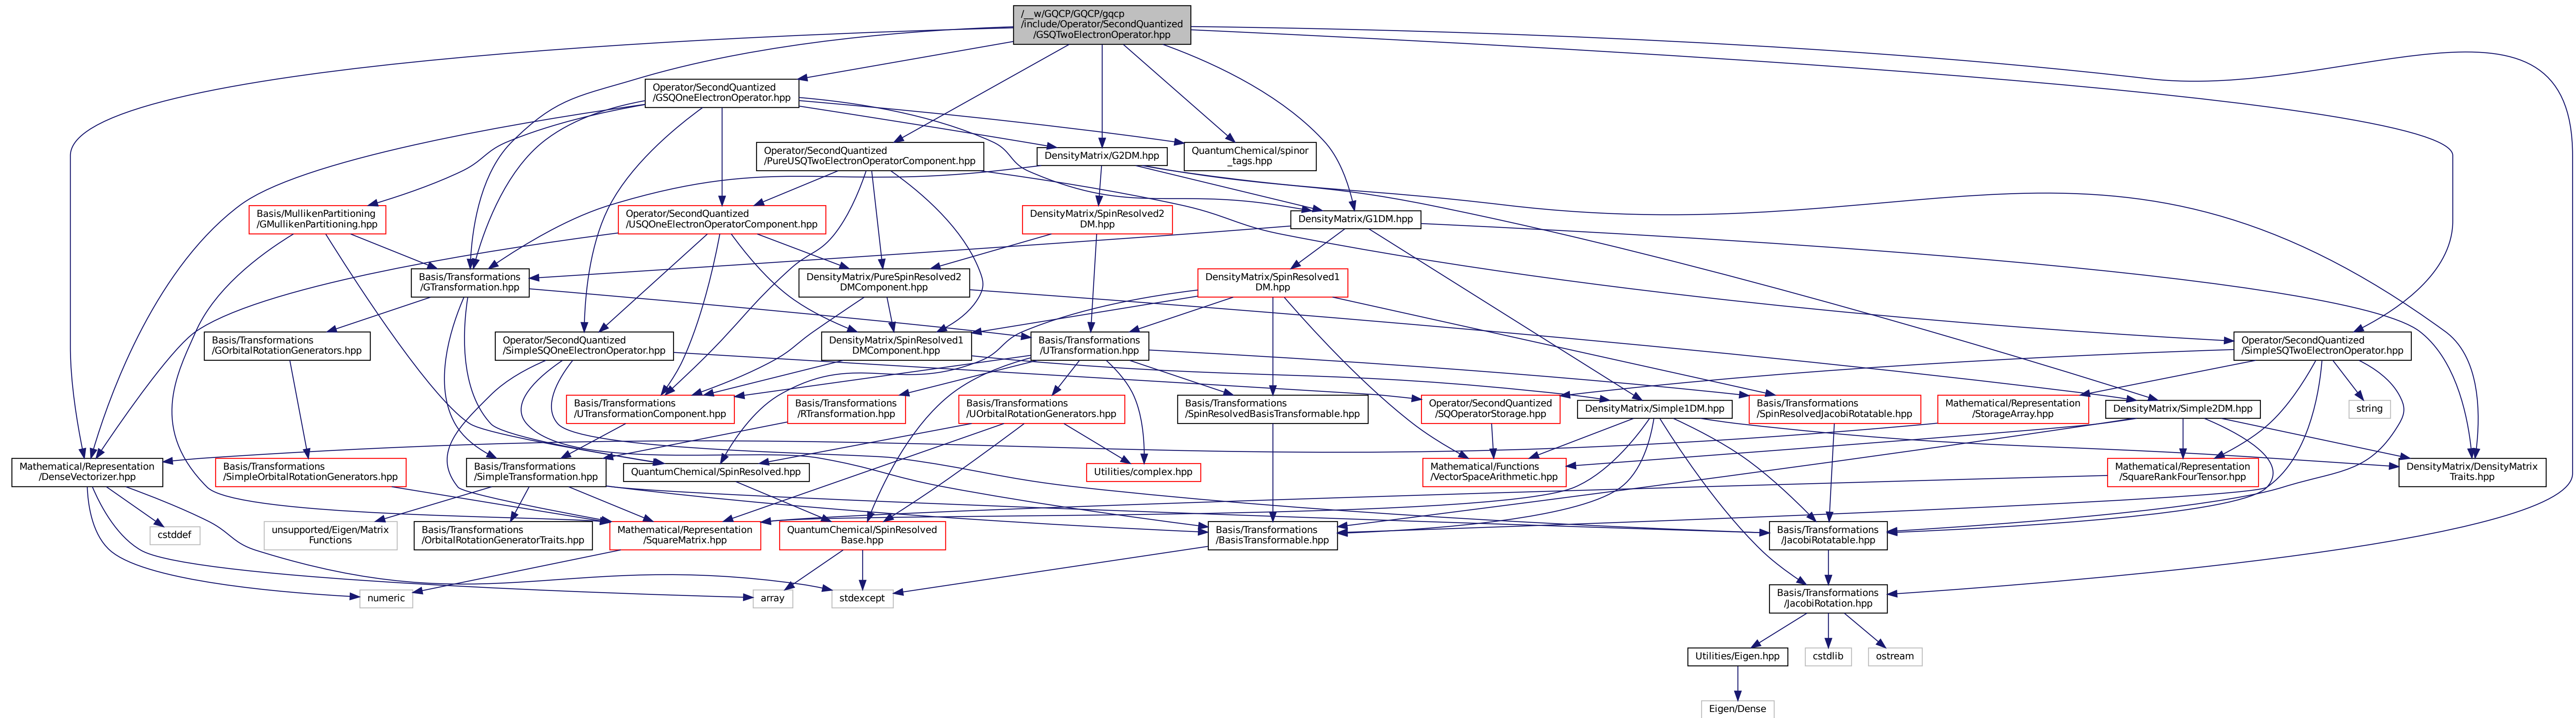 /__w/GQCP/GQCP/gqcp
/include/Operator/SecondQuantized
/GSQTwoElectronOperator.hpp
Operator/SecondQuantized
/GSQOneElectronOperator.hpp
Operator/SecondQuantized
/PureUSQTwoElectronOperatorComponent.hpp
DensityMatrix/G2DM.hpp
QuantumChemical/spinor
_tags.hpp
Basis/MullikenPartitioning
/GMullikenPartitioning.hpp
Operator/SecondQuantized
/USQOneElectronOperatorComponent.hpp
DensityMatrix/SpinResolved2
DM.hpp
DensityMatrix/G1DM.hpp
Basis/Transformations
/GTransformation.hpp
DensityMatrix/PureSpinResolved2
DMComponent.hpp
DensityMatrix/SpinResolved1
DM.hpp
Basis/Transformations
/GOrbitalRotationGenerators.hpp
Operator/SecondQuantized
/SimpleSQOneElectronOperator.hpp
DensityMatrix/SpinResolved1
DMComponent.hpp
Basis/Transformations
/UTransformation.hpp
Operator/SecondQuantized
/SimpleSQTwoElectronOperator.hpp
Basis/Transformations
/UTransformationComponent.hpp
Basis/Transformations
/RTransformation.hpp
Basis/Transformations
/UOrbitalRotationGenerators.hpp
Basis/Transformations
/SpinResolvedBasisTransformable.hpp
Operator/SecondQuantized
/SQOperatorStorage.hpp
DensityMatrix/Simple1DM.hpp
Basis/Transformations
/SpinResolvedJacobiRotatable.hpp
Mathematical/Representation
/StorageArray.hpp
DensityMatrix/Simple2DM.hpp
string
Mathematical/Representation
/DenseVectorizer.hpp
Basis/Transformations
/SimpleOrbitalRotationGenerators.hpp
Basis/Transformations
/SimpleTransformation.hpp
QuantumChemical/SpinResolved.hpp
Utilities/complex.hpp
Mathematical/Functions
/VectorSpaceArithmetic.hpp
Mathematical/Representation
/SquareRankFourTensor.hpp
DensityMatrix/DensityMatrix
Traits.hpp
cstddef
unsupported/Eigen/Matrix
Functions
Basis/Transformations
/OrbitalRotationGeneratorTraits.hpp
Mathematical/Representation
/SquareMatrix.hpp
QuantumChemical/SpinResolved
Base.hpp
Basis/Transformations
/BasisTransformable.hpp
Basis/Transformations
/JacobiRotatable.hpp
numeric
array
stdexcept
Basis/Transformations
/JacobiRotation.hpp
Utilities/Eigen.hpp
cstdlib
ostream
Eigen/Dense